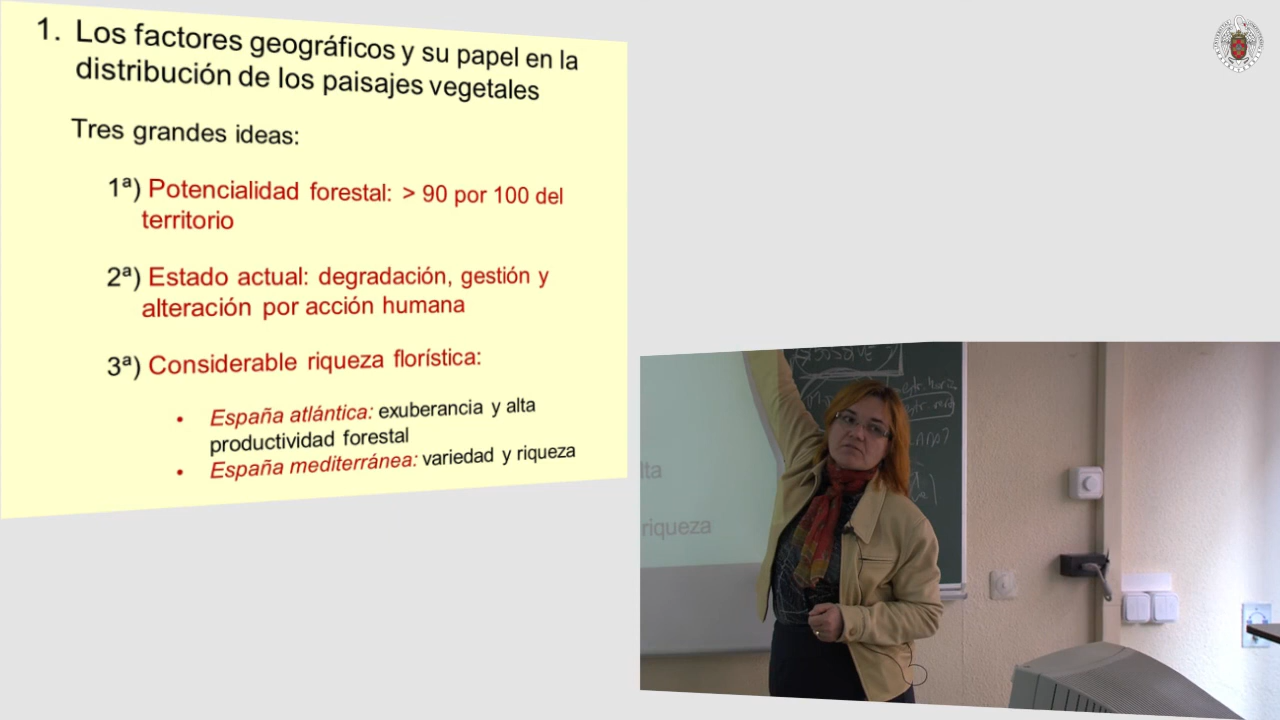 1. Los factores geográficos y su papel en la
distribución de los paisajes vegetales
Tres grandes ideas:
1ª) Potencialidad forestal: > 90 por 100 del
territorio
2ª) Estado actual: degradación, gestión y
alteración por acción humana
3ª) Considerable riqueza florística:
• España atlántica: exuberancia y alta
productividad forestal
• España mediterránea: variedad y riqueza
lta
riqueza